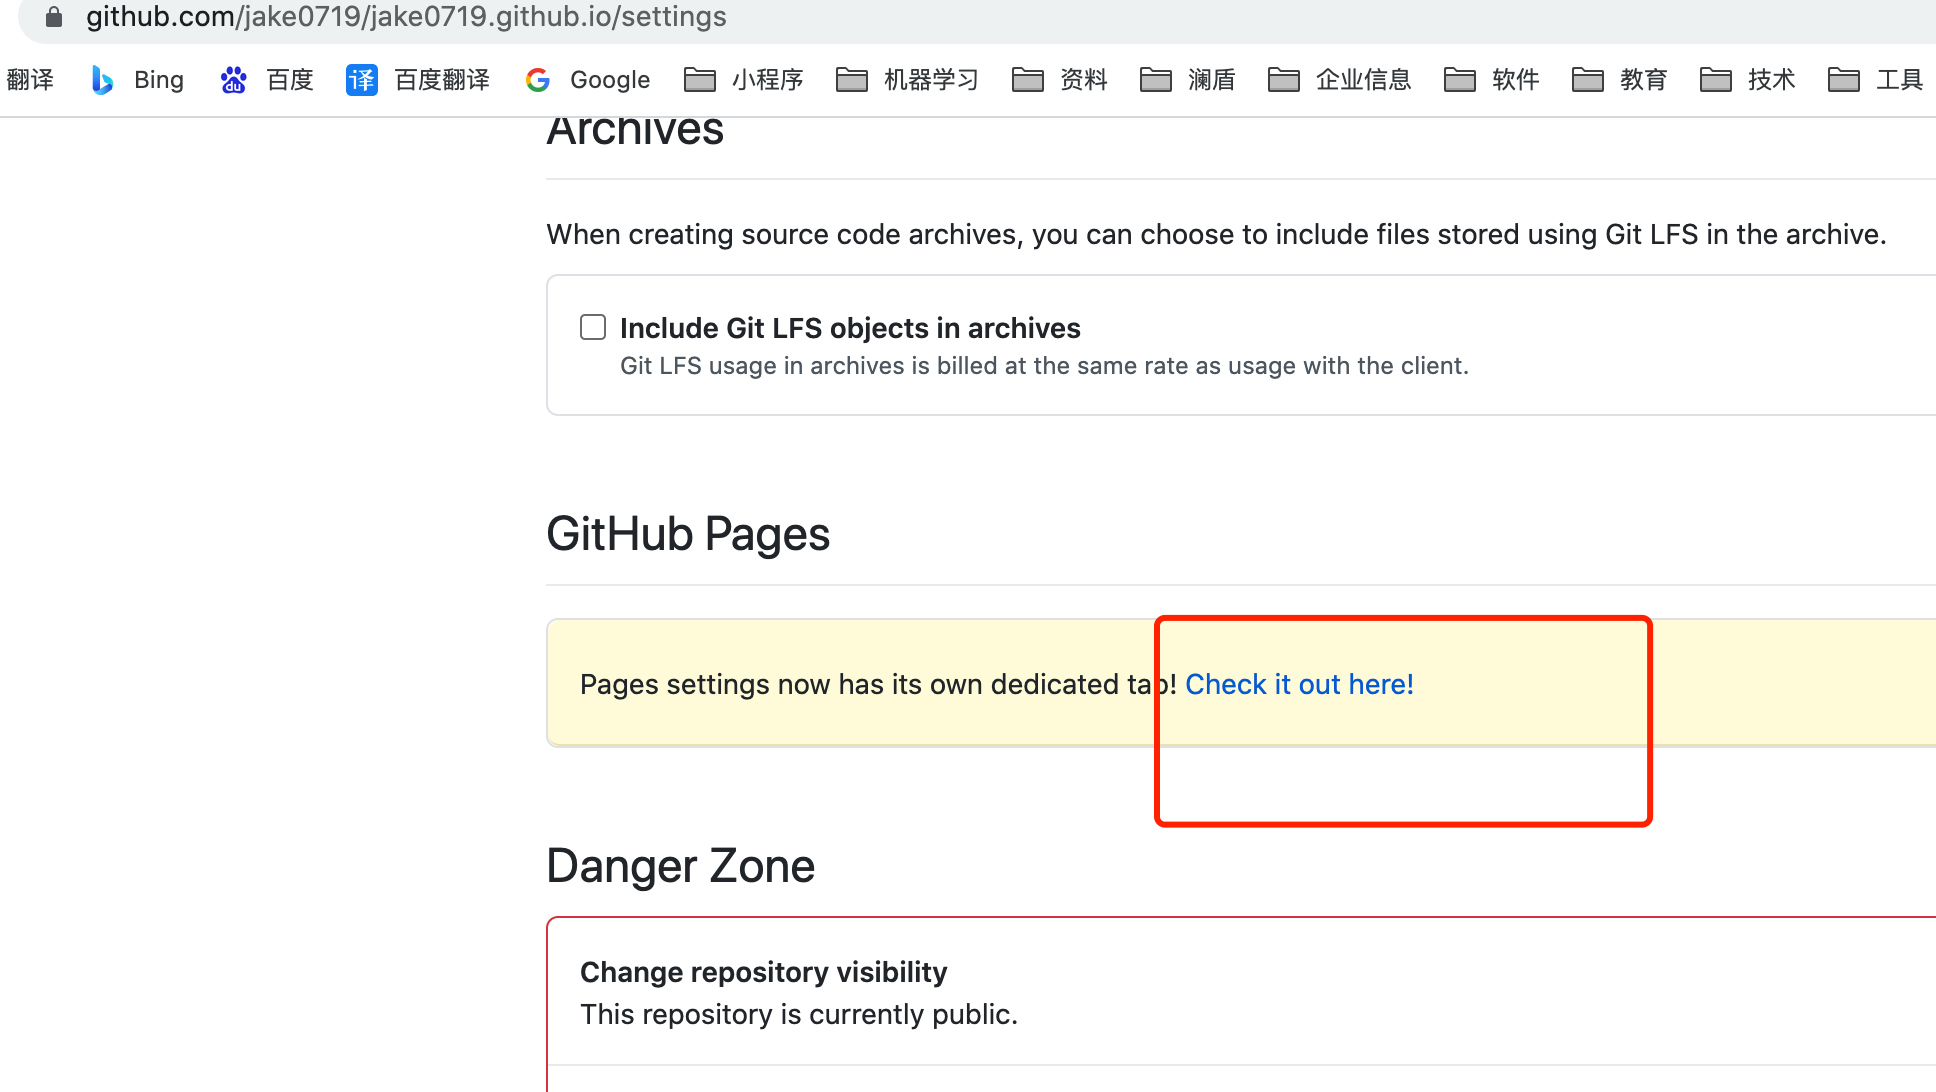 github.com/jake0719/jake0719.github.io/settings
翻译 Bing 百度 译 百度翻译 Google 小程序 机器学习 资料 澜盾 企业信息 软件 教育 技术 工具
Archives
When creating source code archives, you can choose to include files stored using Git LFS in the archive.
Include Git LFS objects in archives
Git LFS usage in archives is billed at the same rate as usage with the client.
GitHub Pages
Pages settings now has its own dedicated tab! Check it out here!
Danger Zone
Change repository visibility
This repository is currently public.